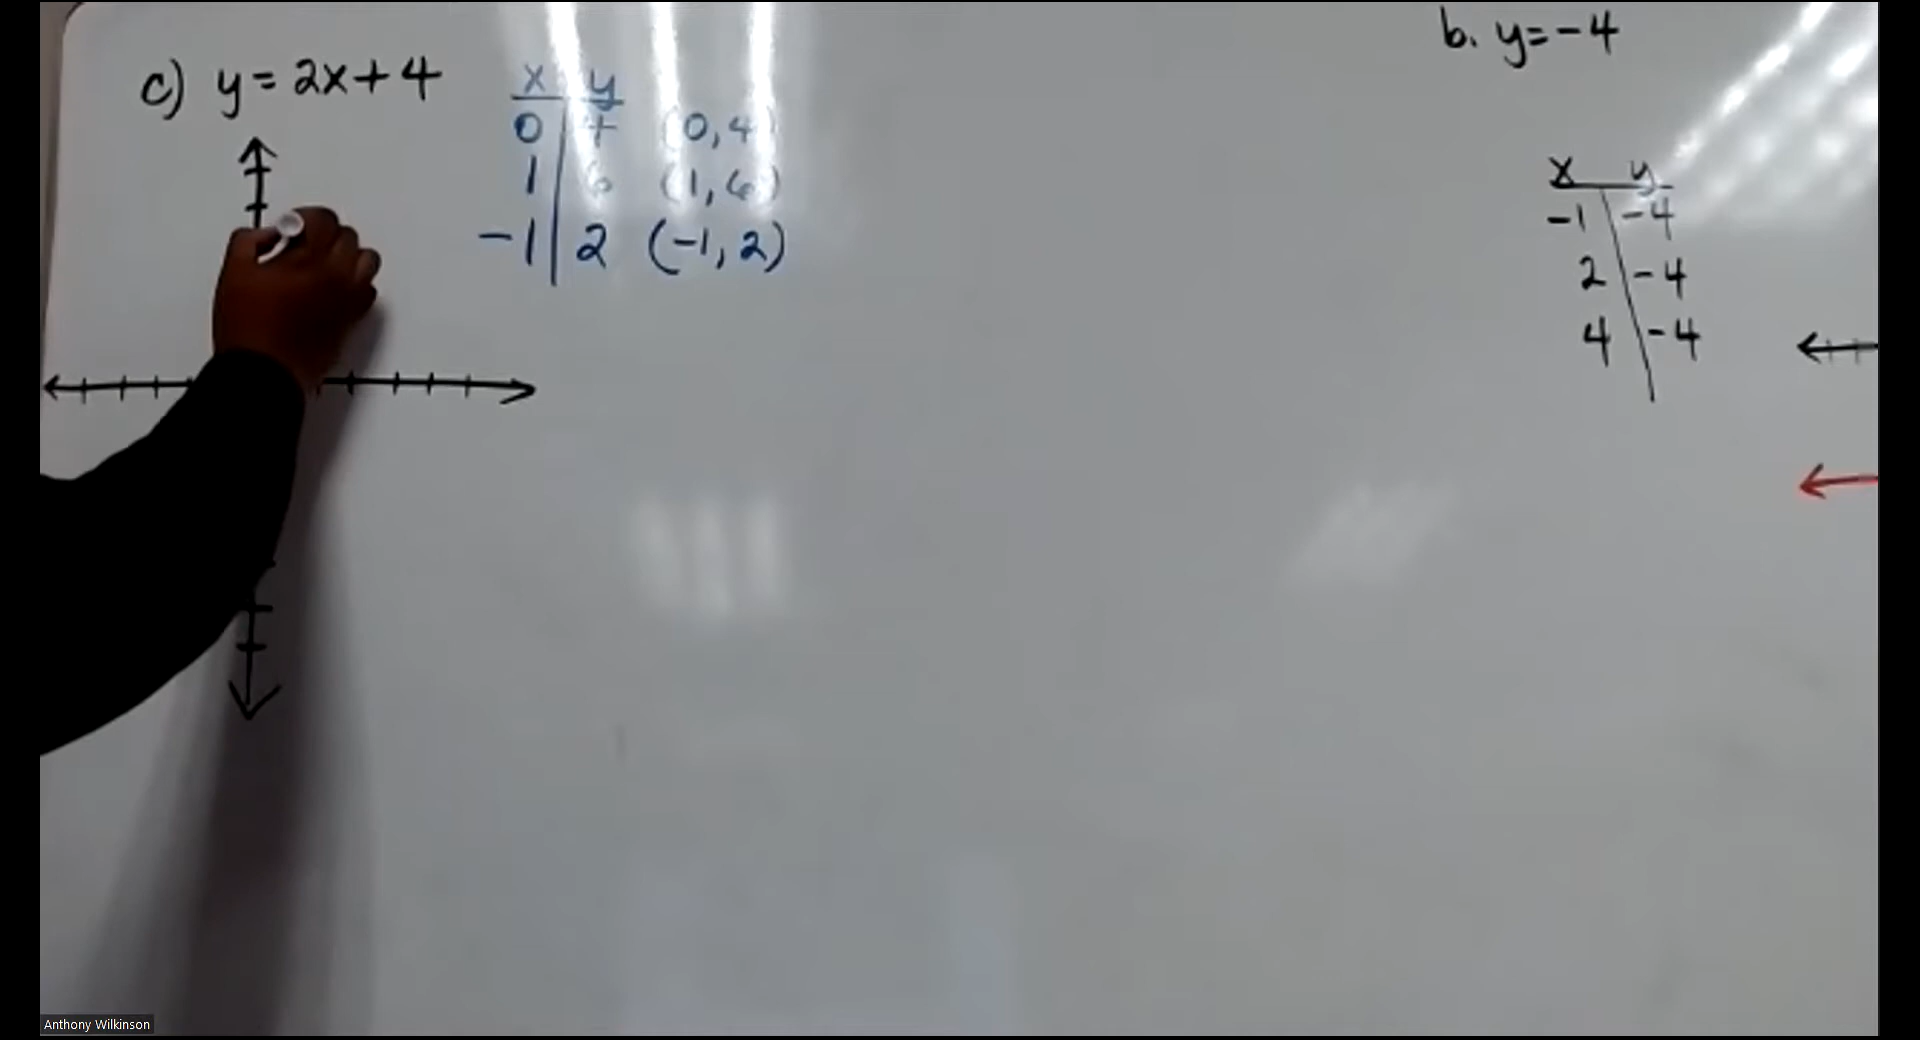 c) y = 2x + 4
x y
0 4 (0, 4)
1 6 (1, 6)
-1 2 (-1, 2)
b. y = -4
x y
-1 -4
2 -4
4 -4
Anthony Wilkinson